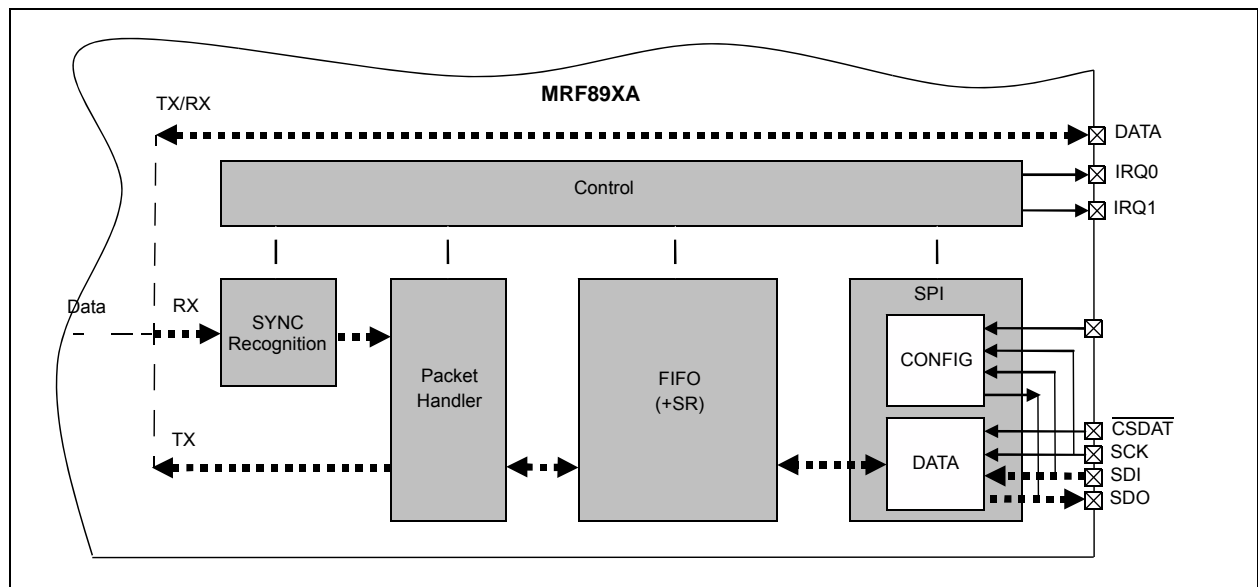 MRF89XA
TX/RX
DATA
Control
IRQ0
IRQ1
Data
RX
SYNC
Recognition
Packet
Handler
FIFO
(+SR)
SPI
CONFIG
DATA
TX
CSDAT
SCK
SDI
SDO